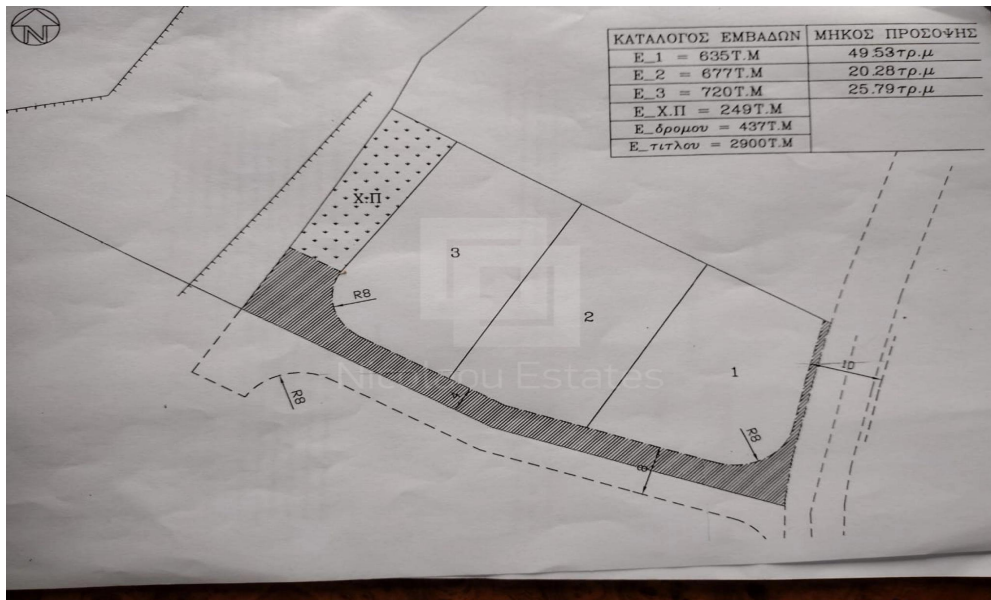 N
ΚΑΤΑΛΟΓΟΣ ΕΜΒΑΔΩΝ ΜΗΚΟΣ ΠΡΟΣΟΨΗΣ
Ε_1 = 635Τ.Μ 49.53τρ.μ
Ε_2 = 677Τ.Μ 20.28τρ.μ
Ε_3 = 720Τ.Μ 25.79τρ.μ
Ε_Χ.Π = 249Τ.Μ
Ε_δρομου = 437Τ.Μ
Ε_τιτλου = 2900Τ.Μ
Χ.Π
3
R8
2
1
10
Nicolaou Estates
R8
R8
8